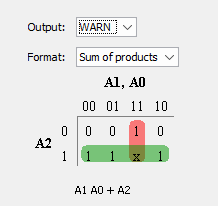 Output: WARN
Format: Sum of products
A1, A0
00 01 11 10
0 0 0 1 0
A2
1 1 1 x 1
A1 A0 + A2